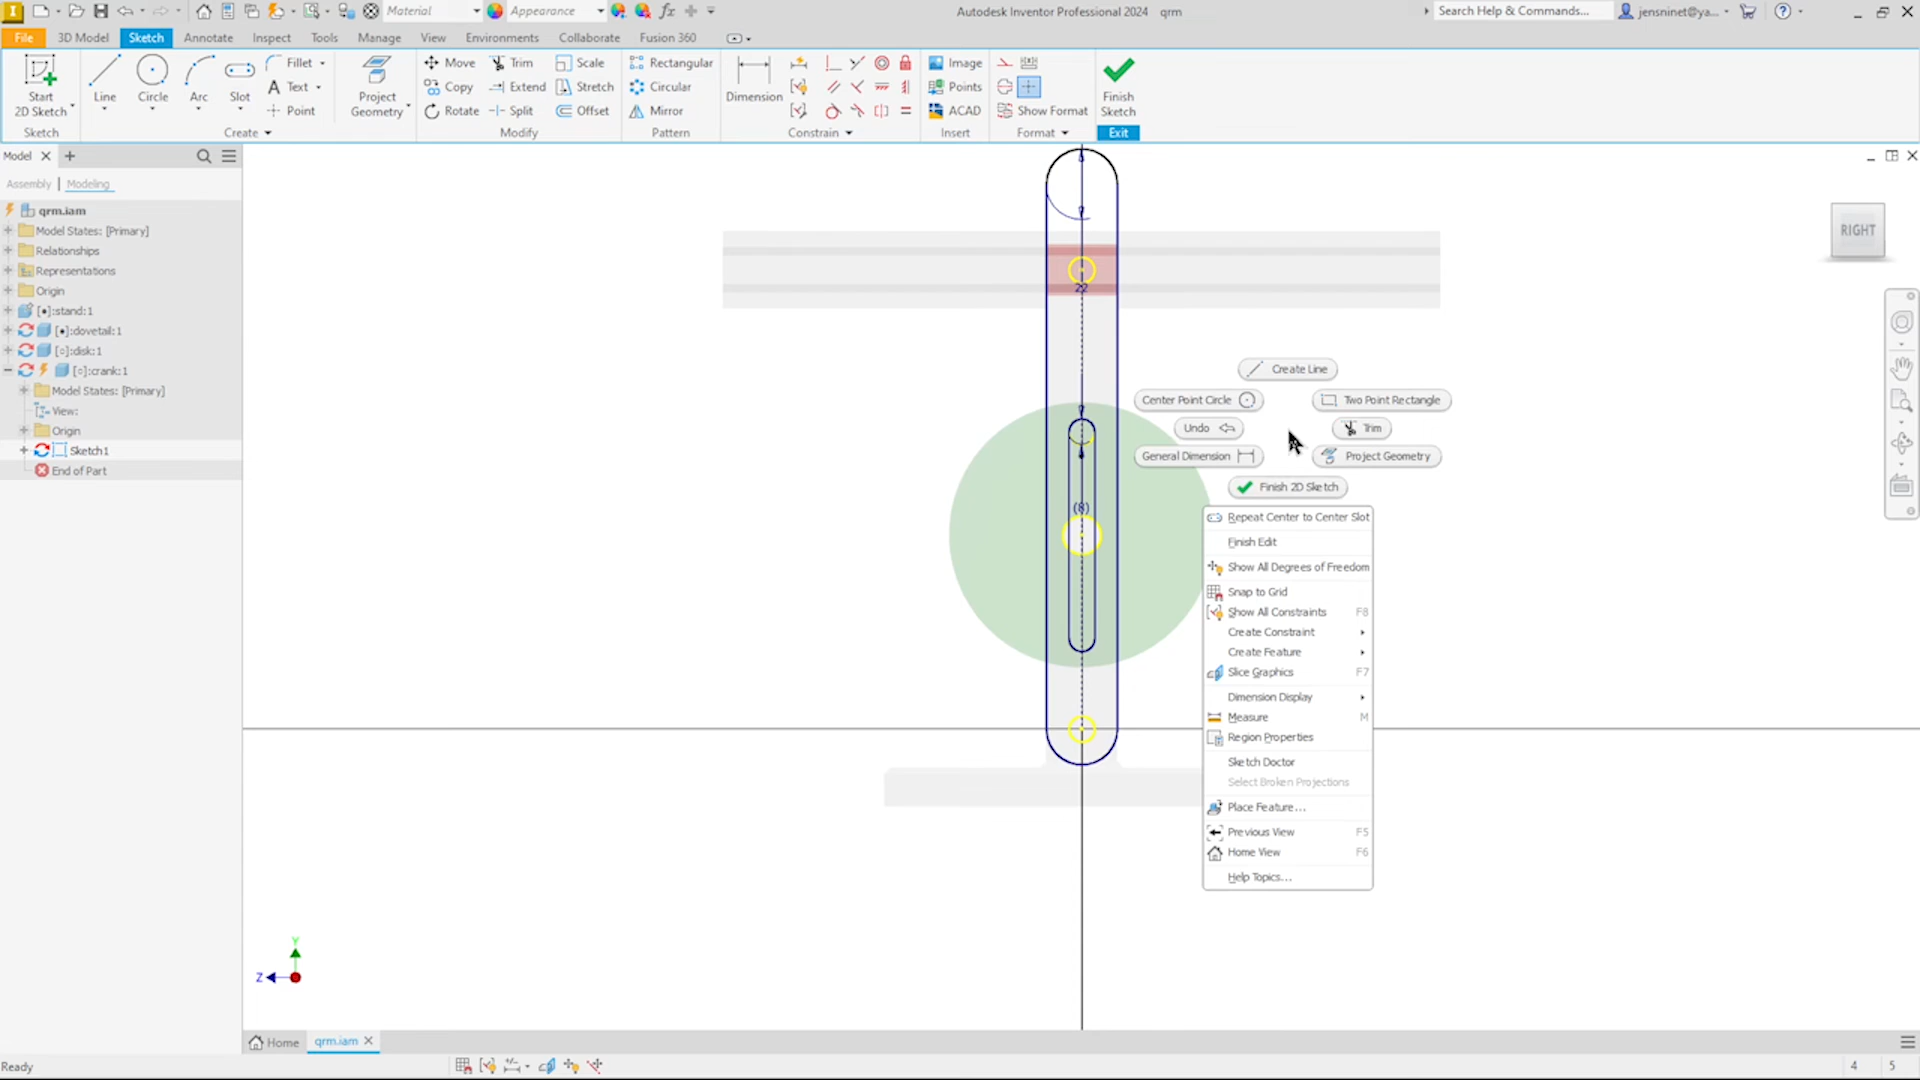 Material
Appearance
Autodesk Inventor Professional 2024 qrm
Search Help & Commands...
jensninet@ya...
File 3D Model Sketch Annotate Inspect Tools Manage View Environments Collaborate Fusion 360
Start
2D Sketch
Line
Circle
Arc
Slot
Fillet
Text
Point
Project
Geometry
Move
Copy
Rotate
Trim
Extend
Split
Scale
Stretch
Offset
Rectangular
Circular
Mirror
Dimension
Image
Points
ACAD
Show Format
Finish
Sketch
Sketch Create Modify Pattern Constrain Insert Format Exit
Model
Assembly Modeling
qrm.iam
Model States: [Primary]
Relationships
Representations
Origin
[•]:stand:1
[•]:dovetail:1
[○]:disk:1
[○]:crank:1
Model States: [Primary]
View:
Origin
Sketch1
End of Part
RIGHT
22
(8)
Create Line
Center Point Circle
Two Point Rectangle
Undo
Trim
General Dimension
Project Geometry
Finish 2D Sketch
Repeat Center to Center Slot
Finish Edit
Show All Degrees of Freedom
Snap to Grid
Show All Constraints F8
Create Constraint
Create Feature
Slice Graphics F7
Dimension Display
Measure M
Region Properties
Sketch Doctor
Select Broken Projections
Place Feature...
Previous View F5
Home View F6
Help Topics...
Y
Z
Home qrm.iam
Ready
4 5